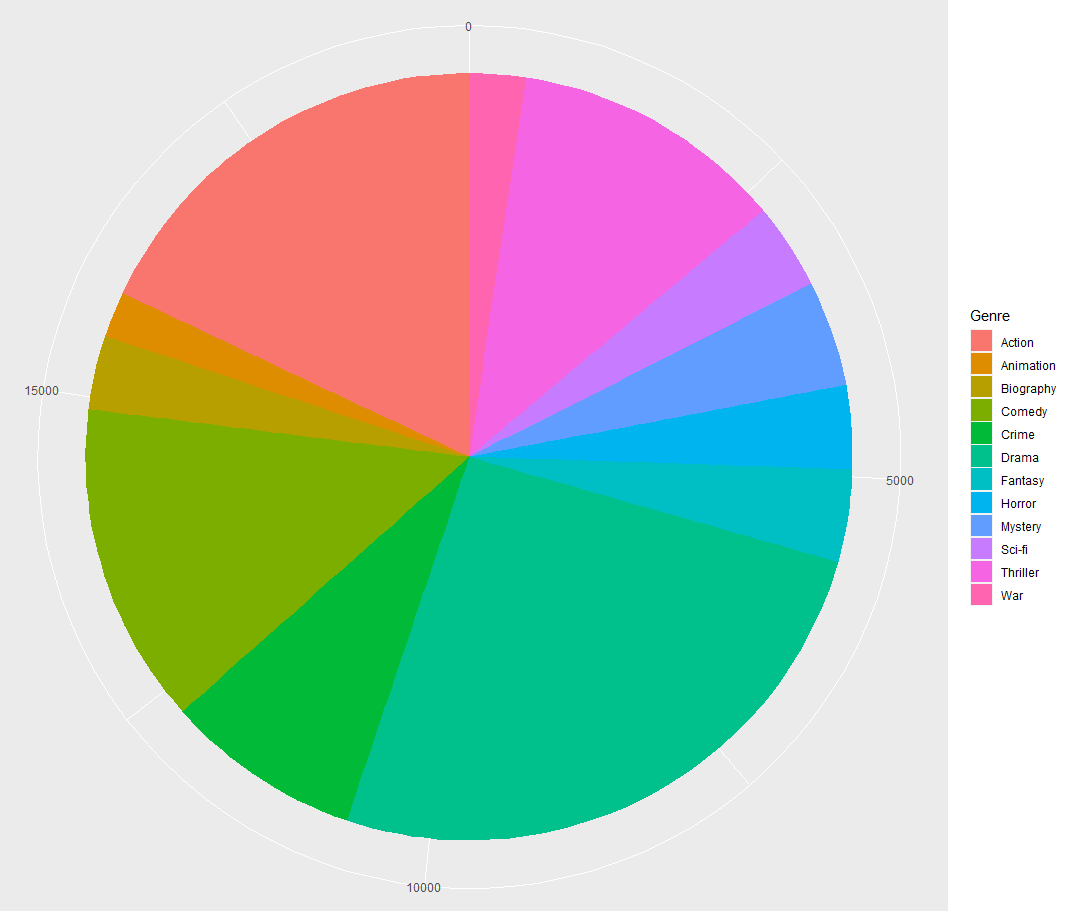 0
15000
5000
10000
Genre
Action
Animation
Biography
Comedy
Crime
Drama
Fantasy
Horror
Mystery
Sci-fi
Thriller
War